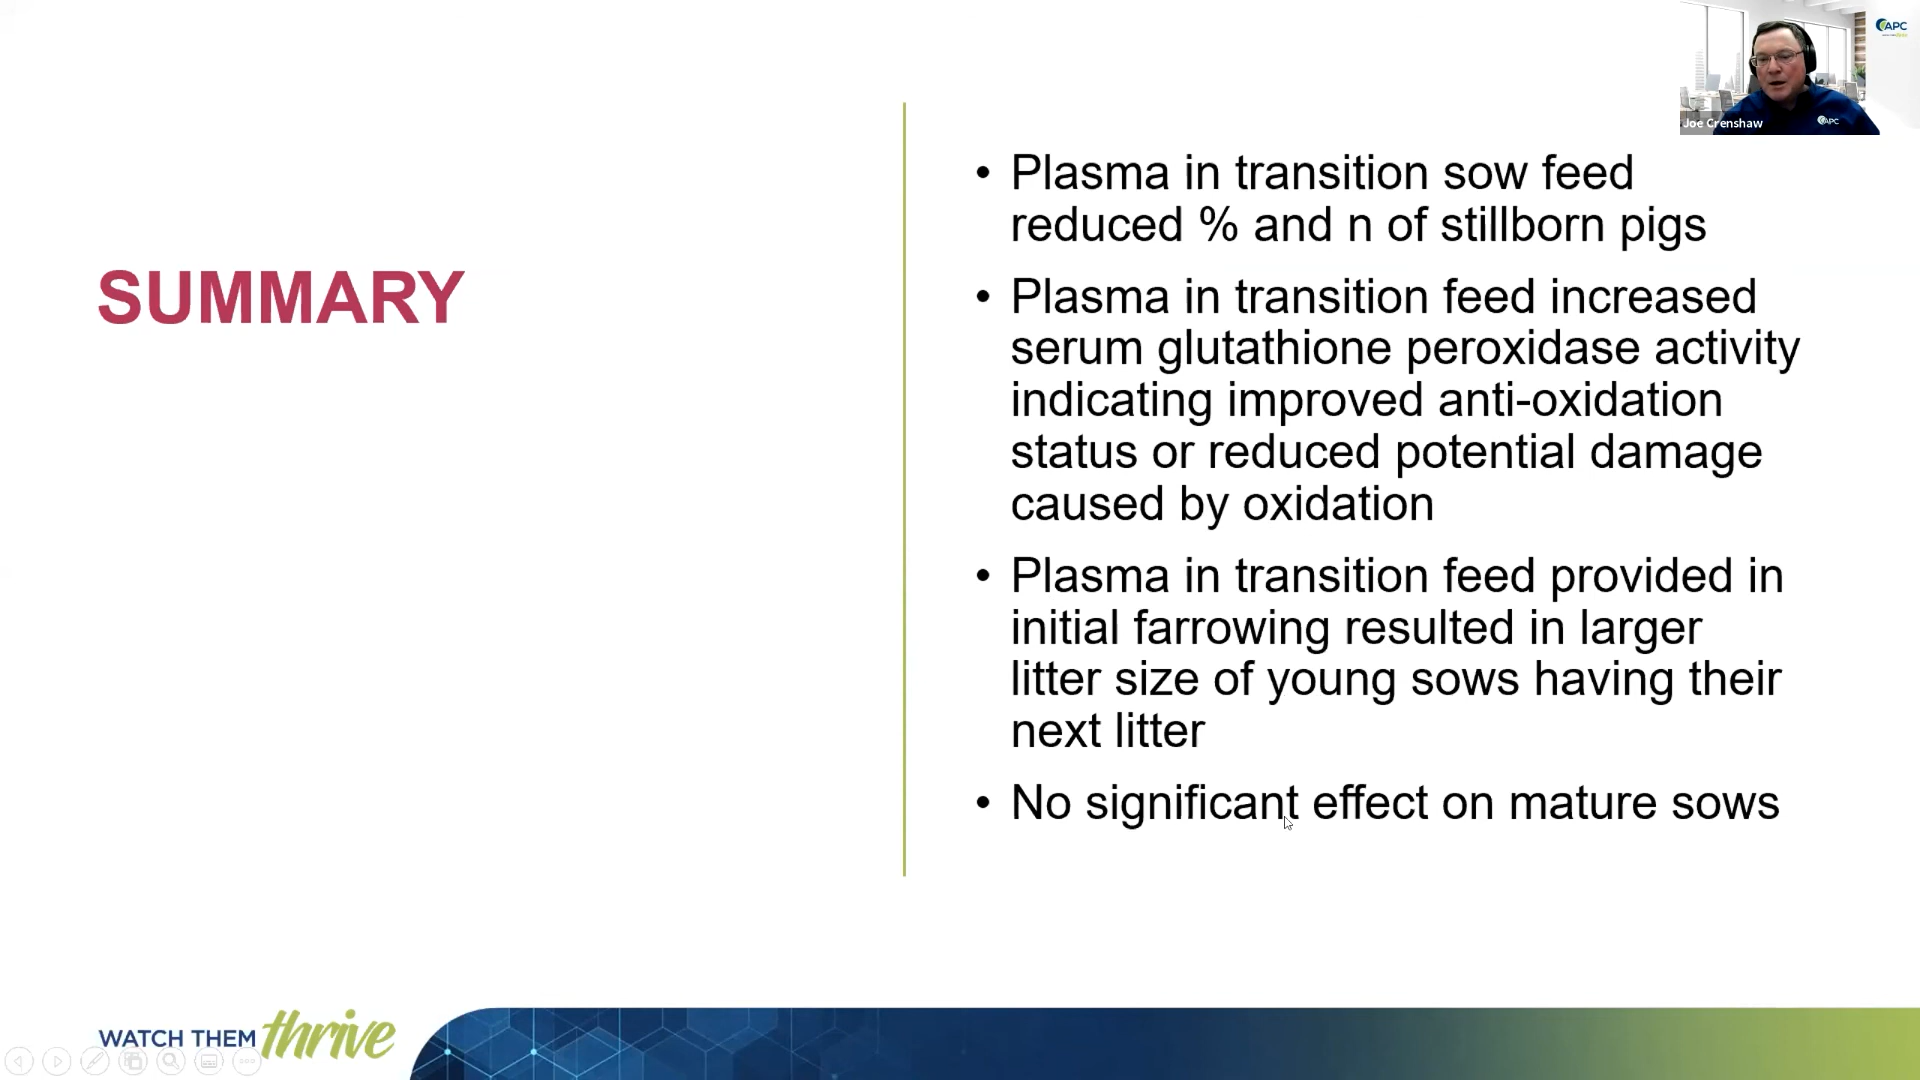 APC
Joe Crenshaw
APC
SUMMARY
• Plasma in transition sow feed
reduced % and n of stillborn pigs
• Plasma in transition feed increased
serum glutathione peroxidase activity
indicating improved anti-oxidation
status or reduced potential damage
caused by oxidation
• Plasma in transition feed provided in
initial farrowing resulted in larger
litter size of young sows having their
next litter
• No significant effect on mature sows
WATCH THEM thrive